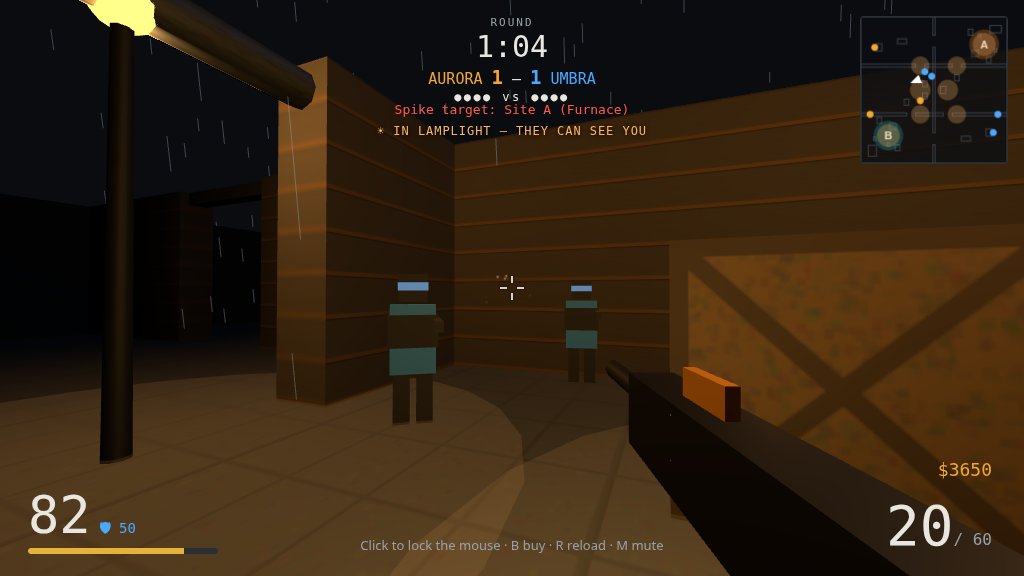 ROUND
1:04
AURORA 1 — 1 UMBRA
●●●● VS ●●●●
Spike target: Site A (Furnace)
☀ IN LAMPLIGHT — THEY CAN SEE YOU
A
B
$3650
82 50
20 / 60
Click to lock the mouse · B buy · R reload · M mute